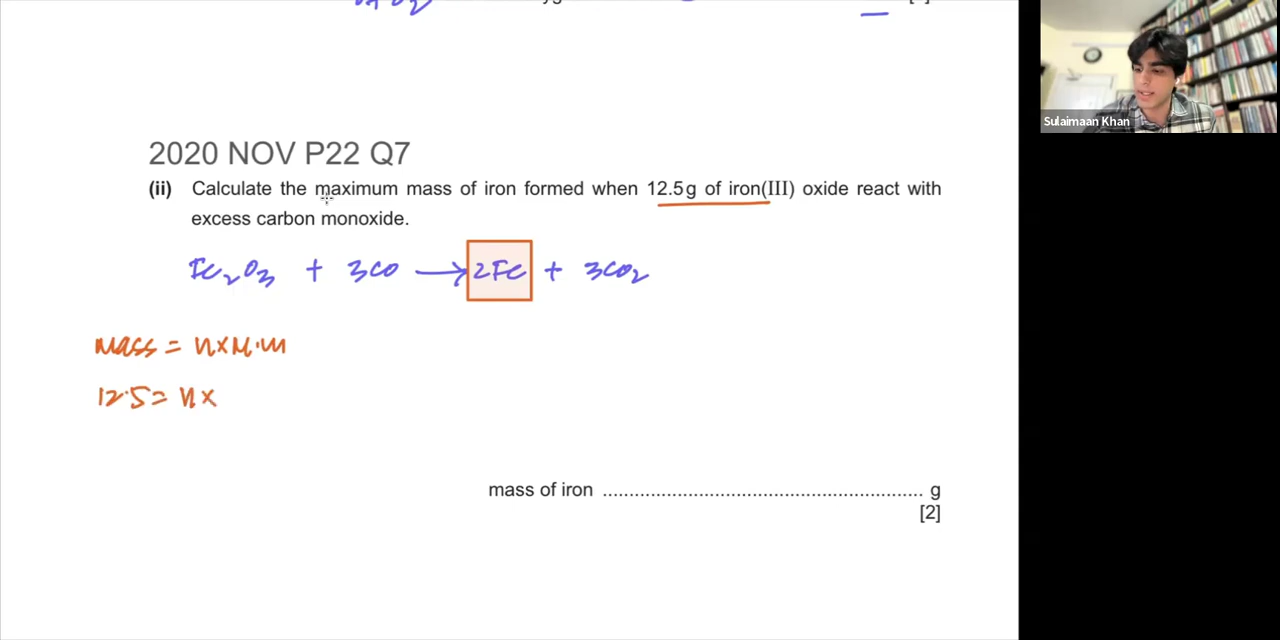 2020 NOV P22 Q7
(ii) Calculate the maximum mass of iron formed when 12.5 g of iron(III) oxide react with
excess carbon monoxide.
Fe₂O₃ + 3CO → 2Fe + 3CO₂
mass = n×M.m
12.5 = n×
mass of iron ........................................................ g
[2]
Sulaimaan Khan